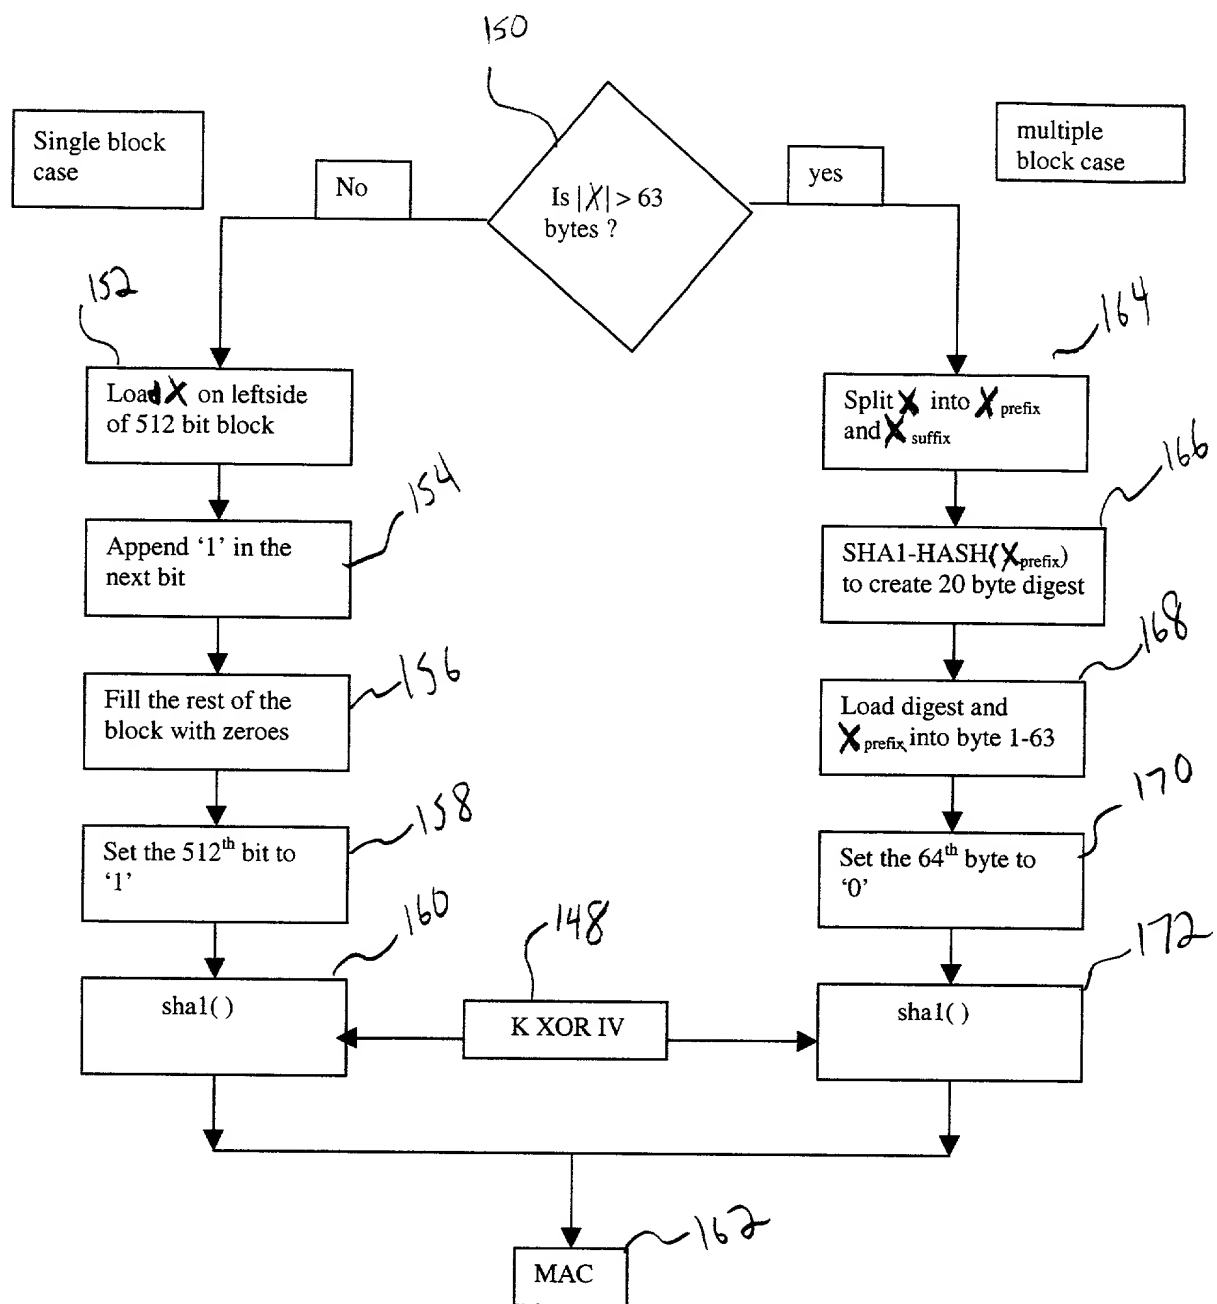 150
Single block
case
multiple
block case
No
yes
Is |X| > 63
bytes ?
152
164
Load X on leftside
of 512 bit block
Split X into X prefix
and X suffix
154
166
Append ‘1’ in the
next bit
SHA1-HASH(Xprefix)
to create 20 byte digest
156
168
Fill the rest of the
block with zeroes
Load digest and
X prefix into byte 1-63
158
170
Set the 512th bit to
‘1’
Set the 64th byte to
‘0’
160
148
172
sha1( )
K XOR IV
sha1( )
162
MAC